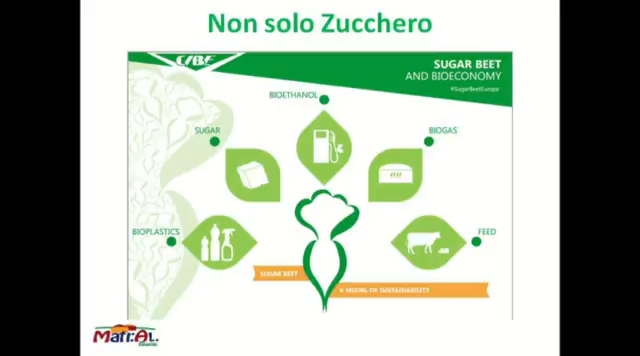 Non solo Zucchero
CIBE
SUGAR BEET
AND BIOECONOMY
#SugarBeetEurope
BIOETHANOL
SUGAR
BIOGAS
BIOPLASTICS
FEED
SUGAR BEET
A MODEL OF SUSTAINABILITY